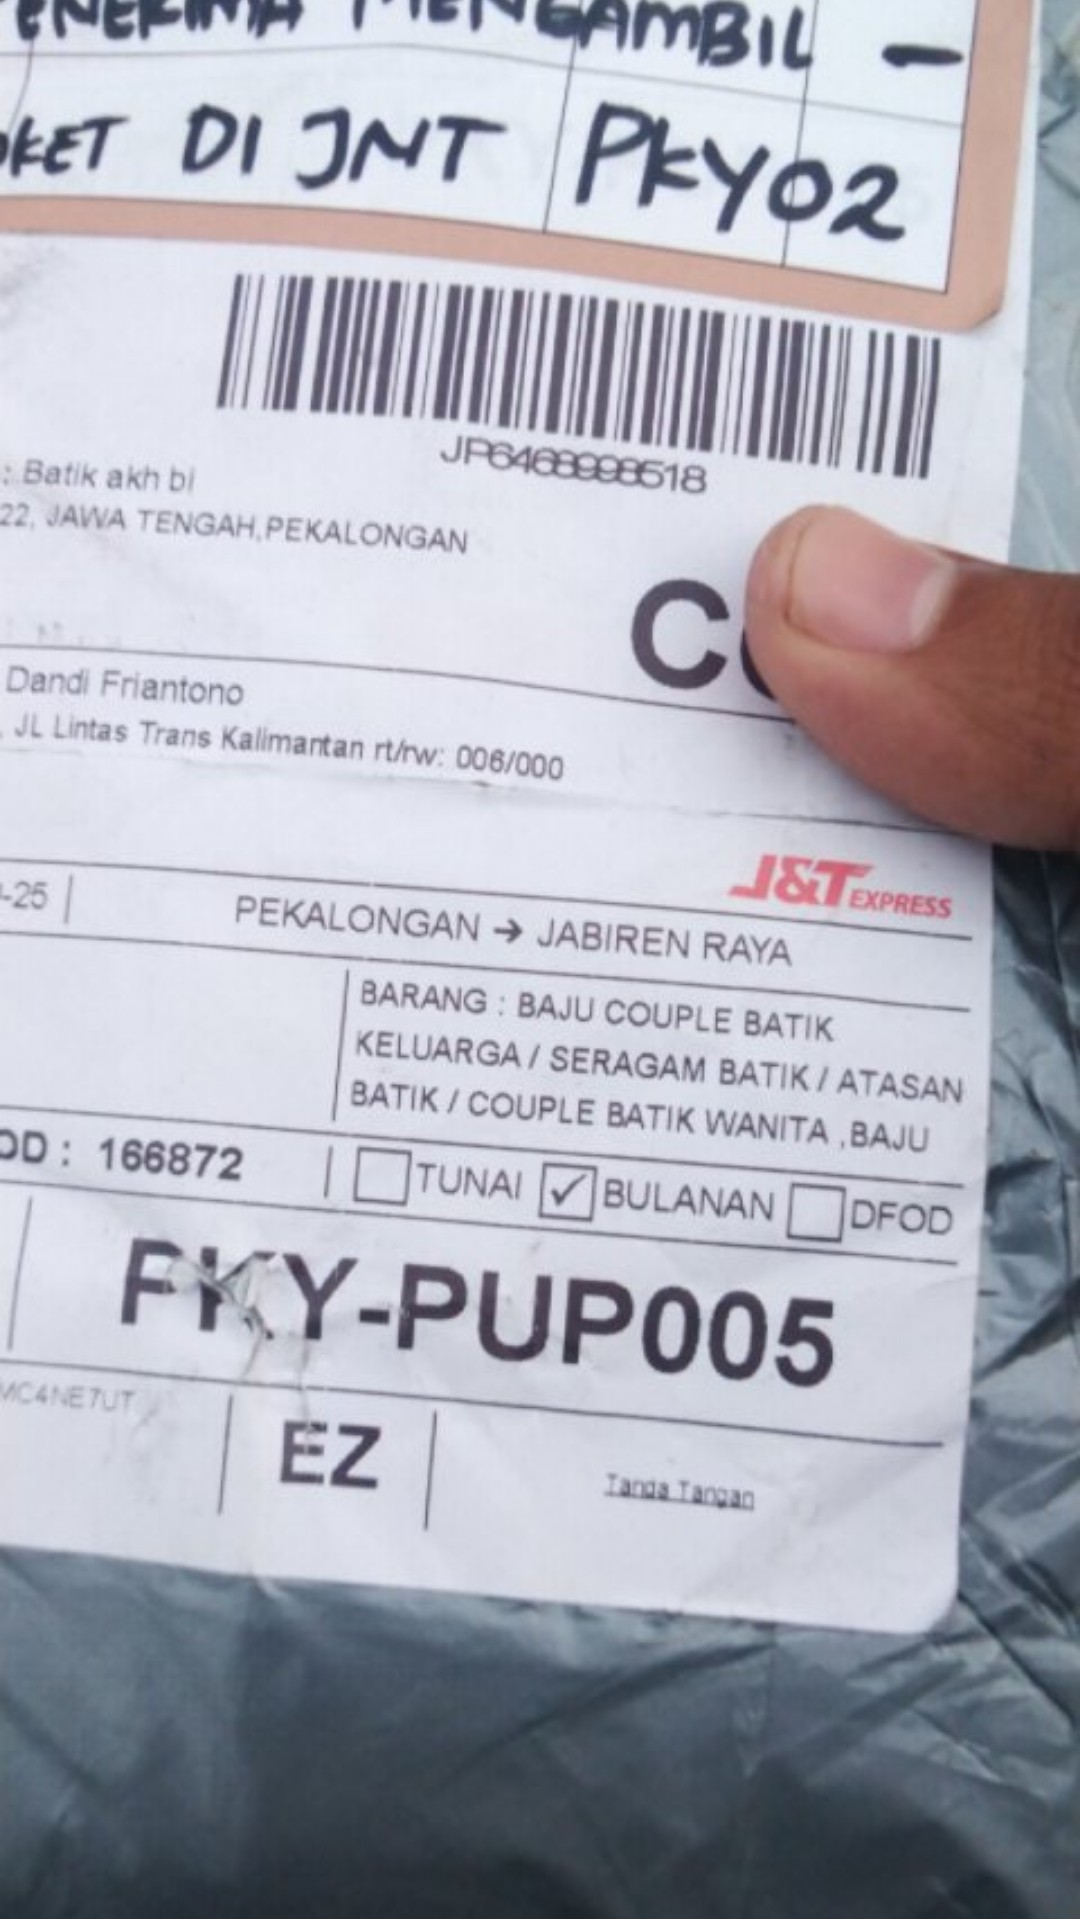 PENERIMA MENGAMBIL -
DI JNT PKY02
JP6468998518
: Batik akh bi
22, JAWA TENGAH,PEKALONGAN
C
Dandi Friantono
, JL Lintas Trans Kalimantan rt/rw: 006/000
J&T EXPRESS
-25 | PEKALONGAN → JABIREN RAYA
BARANG : BAJU COUPLE BATIK
KELUARGA / SERAGAM BATIK / ATASAN
BATIK / COUPLE BATIK WANITA ,BAJU
OD : 166872 TUNAI ✓ BULANAN DFOD
PKY-PUP005
MC4NE7UT
EZ
Tanda Tangan